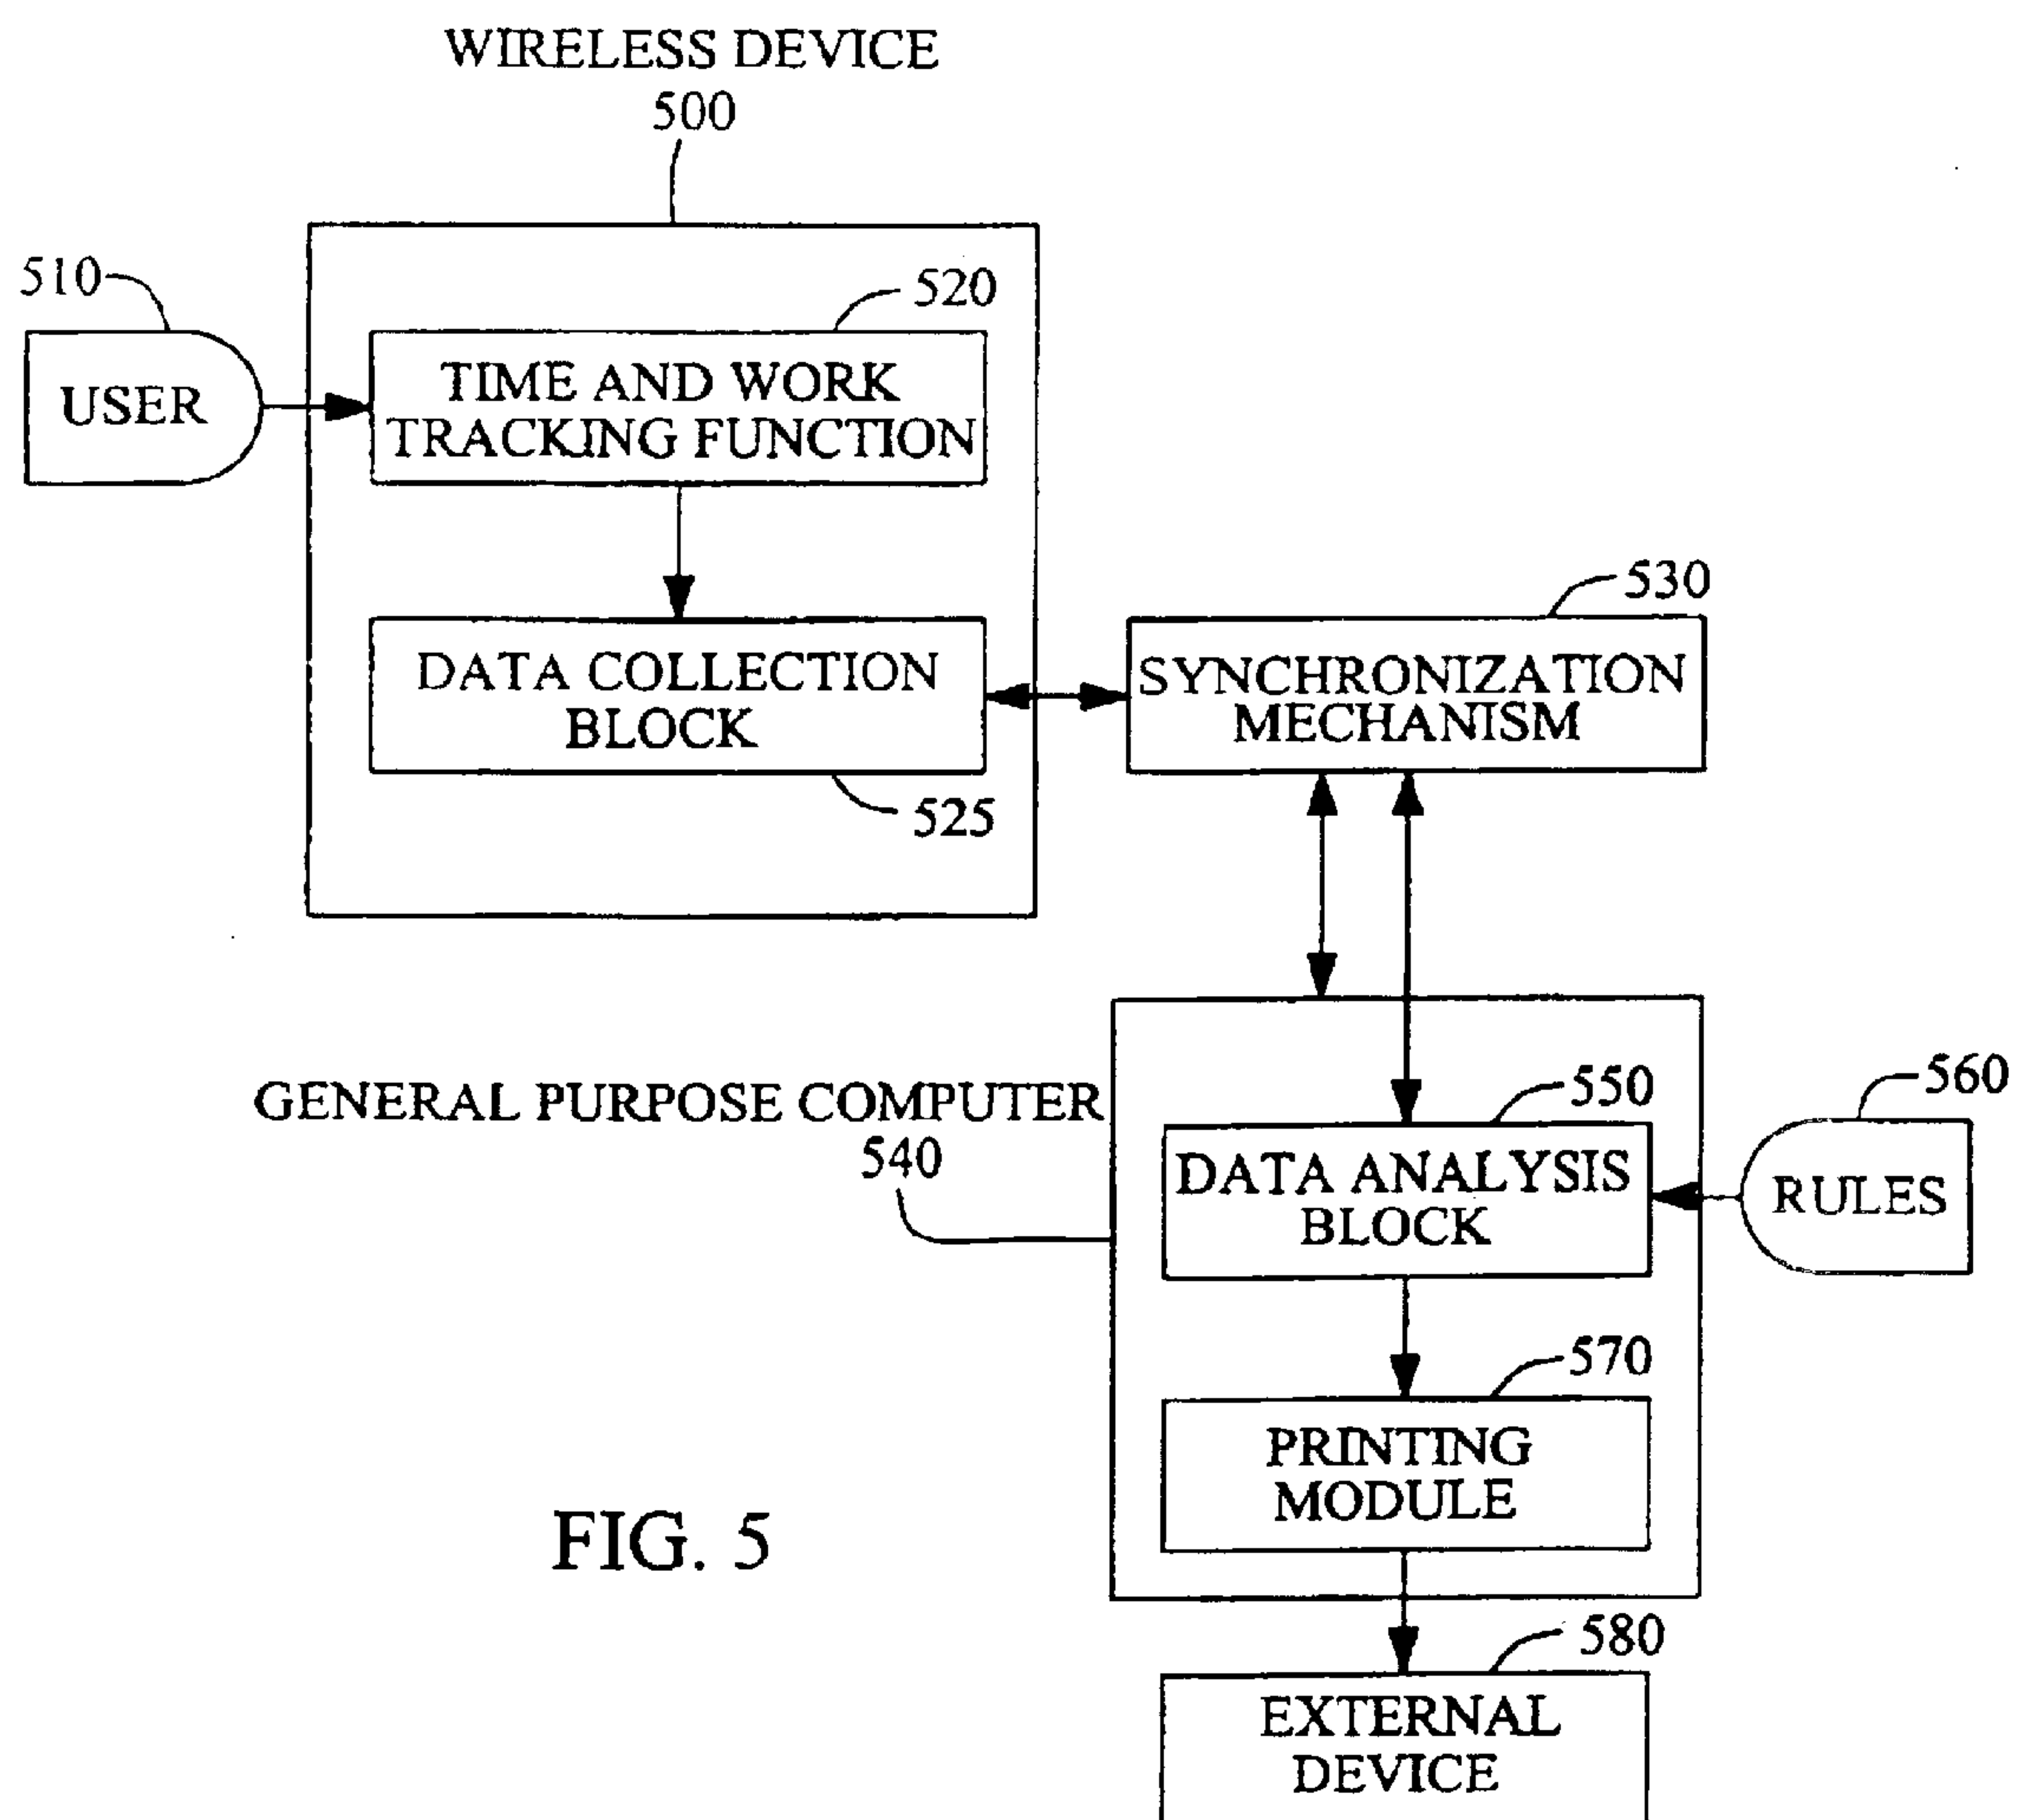 WIRELESS DEVICE
500
510
520
USER
TIME AND WORK
TRACKING FUNCTION
530
DATA COLLECTION
BLOCK
SYNCHRONIZATION
MECHANISM
525
GENERAL PURPOSE COMPUTER
540
550
560
DATA ANALYSIS
BLOCK
RULES
570
PRINTING
MODULE
FIG. 5
580
EXTERNAL
DEVICE